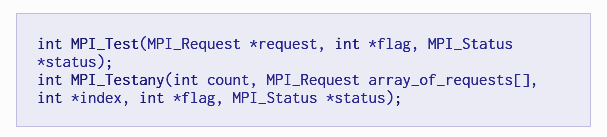 int MPI_Test(MPI_Request *request, int *flag, MPI_Status
*status);
int MPI_Testany(int count, MPI_Request array_of_requests[],
int *index, int *flag, MPI_Status *status);